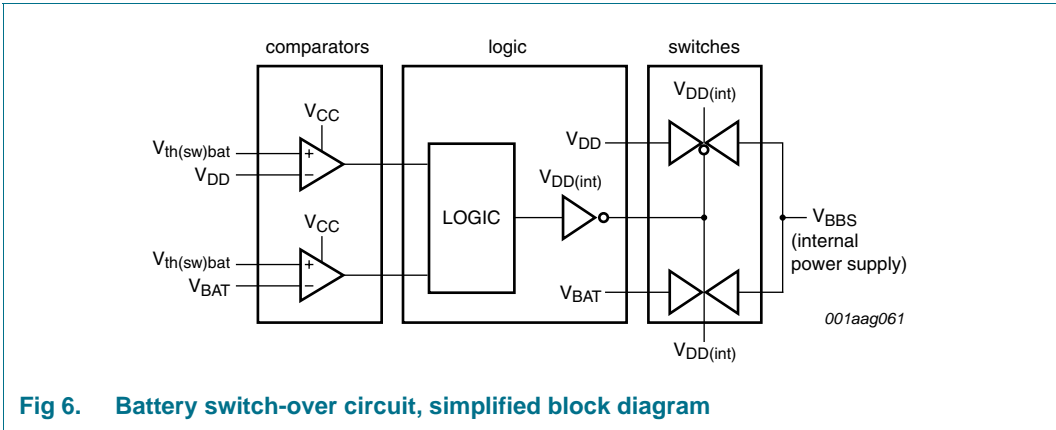 comparators
logic
switches
VCC
Vth(sw)bat
+
VDD
−
VCC
Vth(sw)bat
+
VBAT
−
LOGIC
VDD(int)
VDD
VBAT
VDD(int)
VDD(int)
VBBS
(internal
power supply)
001aag061
Fig 6. Battery switch-over circuit, simplified block diagram